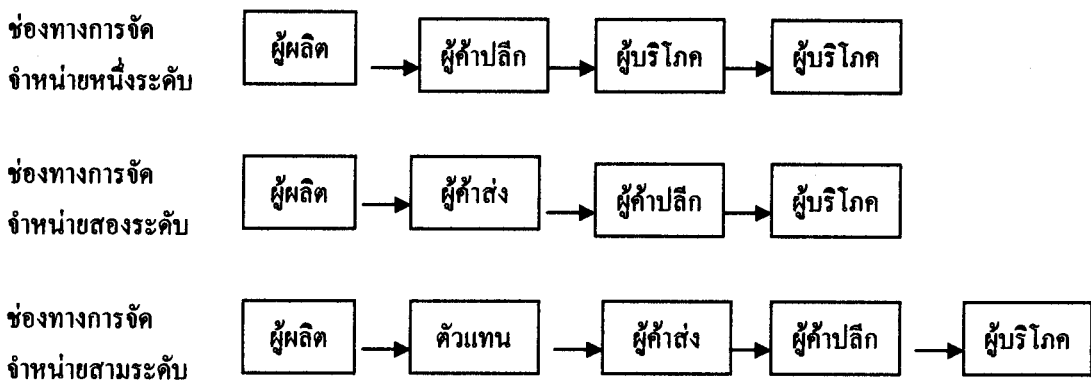 ช่องทางการจัด
จำหน่ายหนึ่งระดับ
ผู้ผลิต
ผู้ค้าปลีก
ผู้บริโภค
ผู้บริโภค
ช่องทางการจัด
จำหน่ายสองระดับ
ผู้ผลิต
ผู้ค้าส่ง
ผู้ค้าปลีก
ผู้บริโภค
ช่องทางการจัด
จำหน่ายสามระดับ
ผู้ผลิต
ตัวแทน
ผู้ค้าส่ง
ผู้ค้าปลีก
ผู้บริโภค